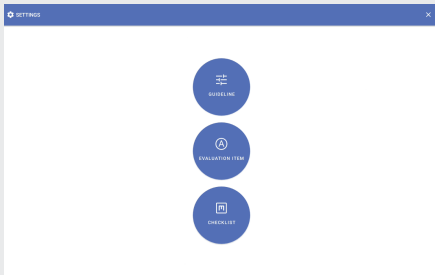 SETTINGS
GUIDELINE
A
EVALUATION ITEM
CHECKLIST